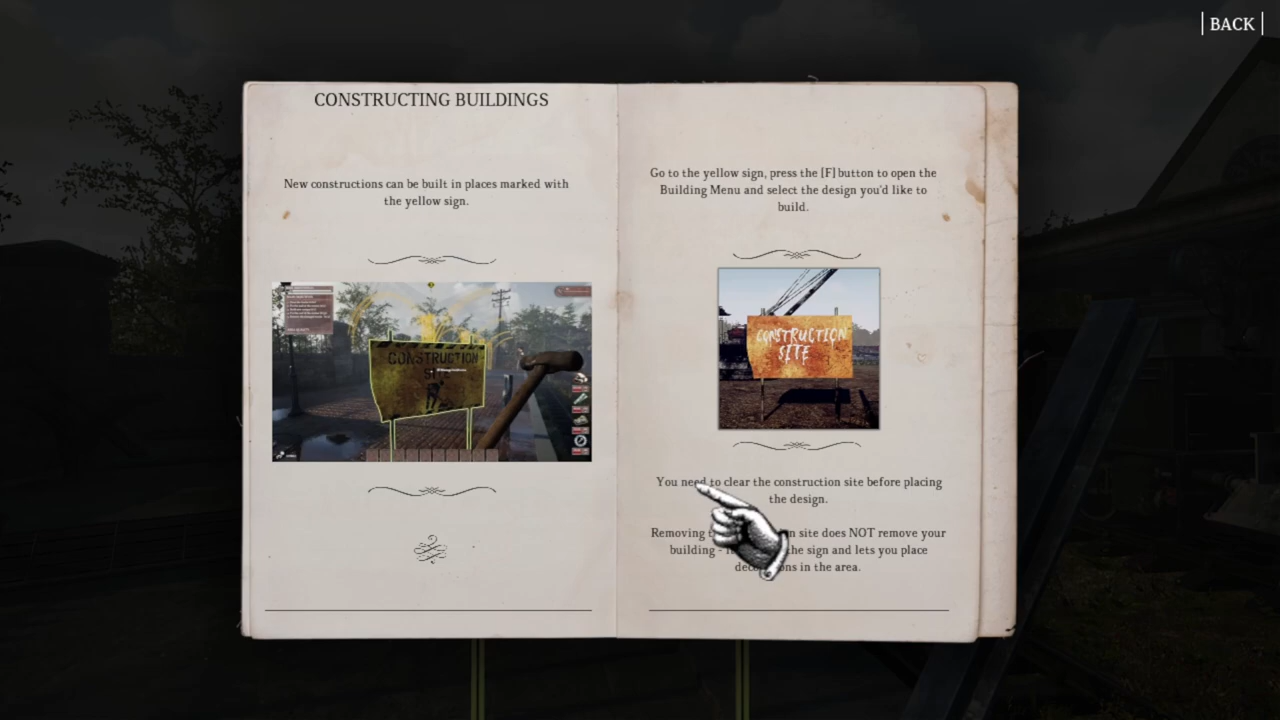 BACK
CONSTRUCTING BUILDINGS
New constructions can be built in places marked with
the yellow sign.
CONSTRUCTION
Go to the yellow sign, press the [F] button to open the
Building Menu and select the design you'd like to
build.
CONSTRUCTION
SITE
You need to clear the construction site before placing
the design.
Removing site does NOT remove your
building - the sign and lets you place
in the area.